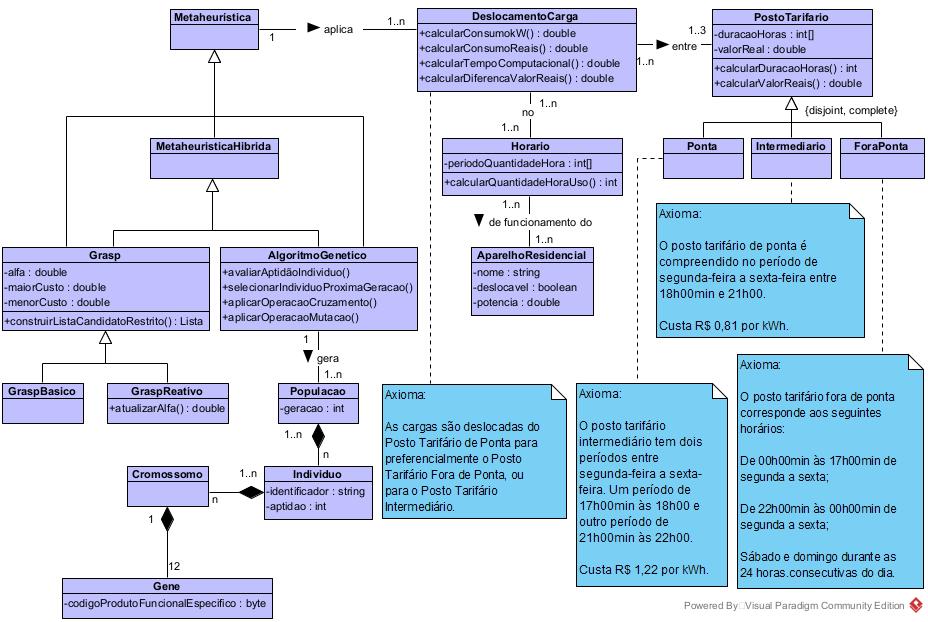 Metaheurística
1
aplica
1..n
DeslocamentoCarga
+calcularConsumokW() : double
+calcularConsumoReais() : double
+calcularTempoComputacional() : double
+calcularDiferencaValorReais() : double
1..n
entre
1..3
PostoTarifario
-duracaoHoras : int[]
-valorReal : double
+calcularDuracaoHoras() : int
+calcularValorReais() : double
{disjoint, complete}
1..n
no
1..n
MetaheuristicaHibrida
Horario
-periodoQuantidadeHora : int[]
+calcularQuantidadeHoraUso() : int
Ponta
Intermediario
ForaPonta
1..n
de funcionamento do
1..n
AparelhoResidencial
-nome : string
-deslocavel : boolean
-potencia : double
Grasp
-alfa : double
-maiorCusto : double
-menorCusto : double
+construirListaCandidatoRestrito() : Lista
AlgoritmoGenetico
+avaliarAptidãoIndividuo()
+selecionarIndividuoProximaGeracao()
+aplicarOperacaoCruzamento()
+aplicarOperacaoMutacao()
Axioma:
O posto tarifário de ponta é
compreendido no período de
segunda-feira a sexta-feira entre
18h00min e 21h00.
Custa R$ 0,81 por kWh.
1
gera
1..n
GraspBasico
GraspReativo
+atualizarAlfa() : double
Populacao
-geracao : int
1..n
n
Axioma:
As cargas são deslocadas do
Posto Tarifário de Ponta para
preferencialmente o Posto
Tarifário Fora de Ponta, ou
para o Posto Tarifário
Intermediário.
Axioma:
O posto tarifário
intermediário tem dois
períodos entre
segunda-feira a sexta-
feira. Um período de
17h00min às 18h00 e
outro período de
21h00min às 22h00.
Custa R$ 1,22 por kWh.
Axioma:
O posto tarifário fora de ponta
corresponde aos seguintes
horários:
De 00h00min às 17h00min de
segunda a sexta;
De 22h00min às 00h00min de
segunda a sexta;
Sábado e domingo durante as
24 horas.consecutivas do dia.
Cromossomo
n
1..n
Individuo
-identificador : string
-aptidao : int
1
12
Gene
-codigoProdutoFuncionalEspecifico : byte
Powered By Visual Paradigm Community Edition